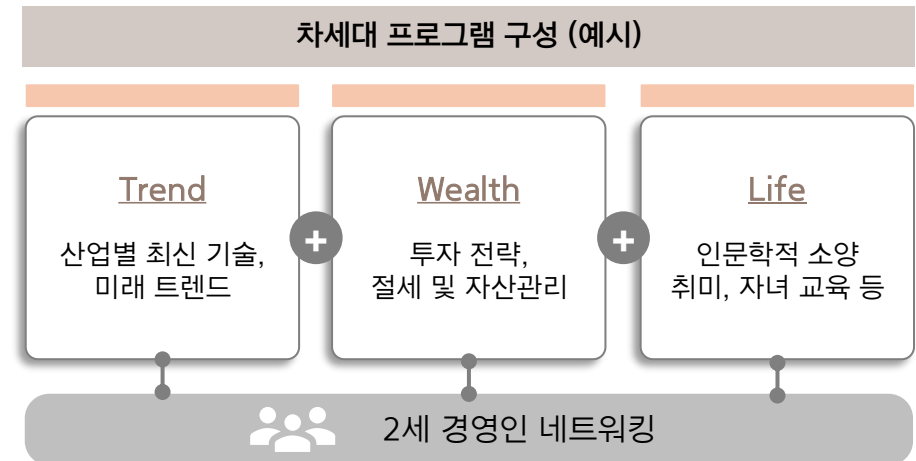 차세대 프로그램 구성 (예시)
Trend
산업별 최신 기술,
미래 트렌드
+
Wealth
투자 전략,
절세 및 자산관리
+
Life
인문학적 소양
취미, 자녀 교육 등
2세 경영인 네트워킹